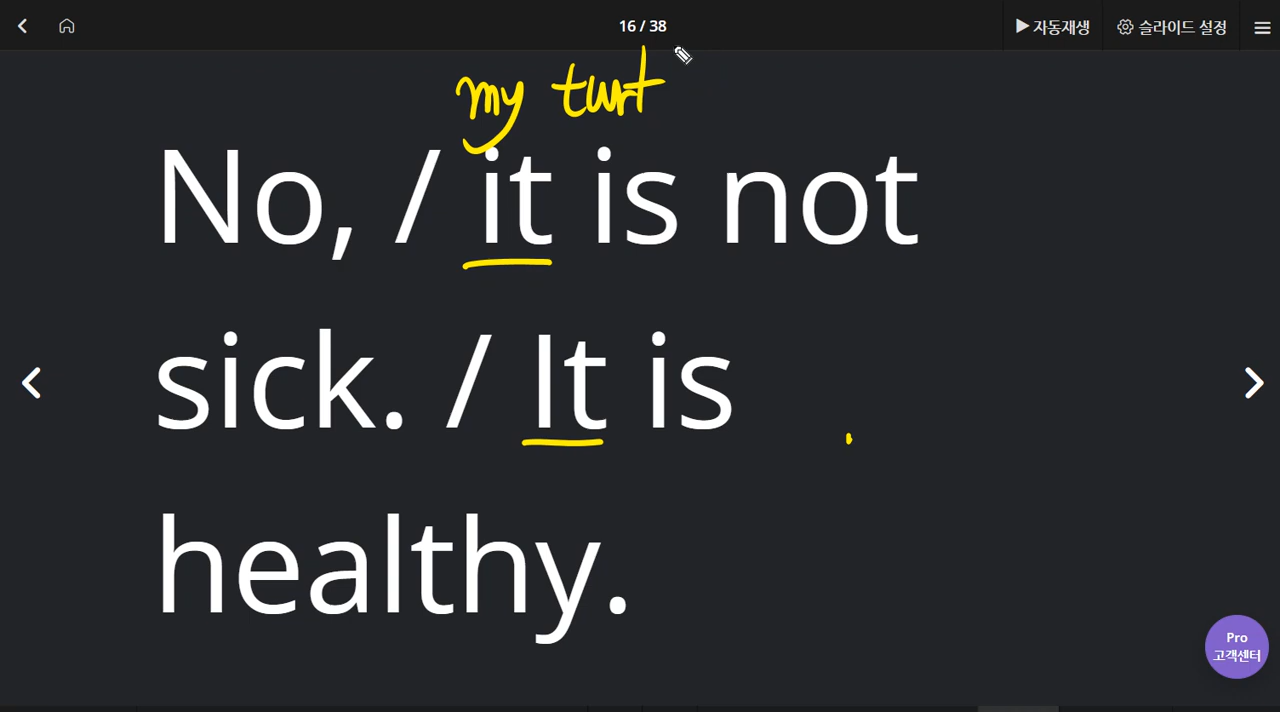 16 / 38
▶ 자동재생
슬라이드 설정
my turt
No, / it is not
sick. / It is
healthy.
Pro
고객센터